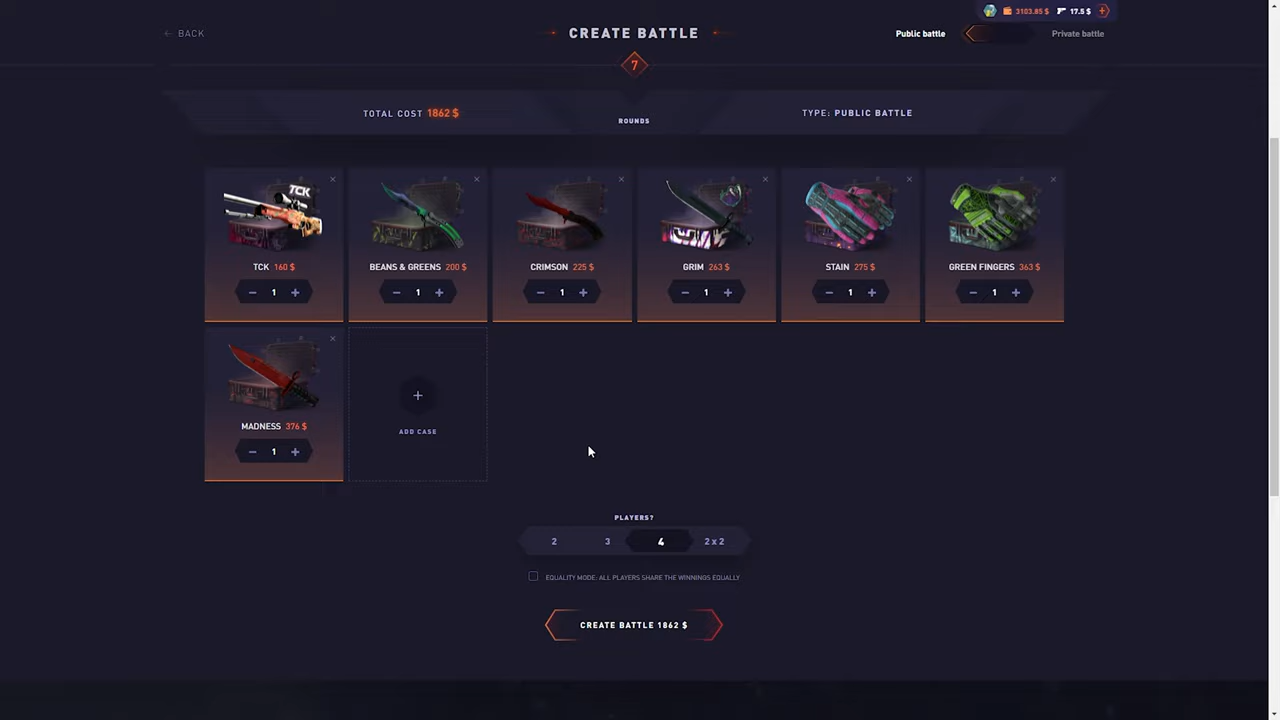 3103.85 $ 17.5 $
← BACK
CREATE BATTLE
Public battle
Private battle
7
TOTAL COST 1862 $
ROUNDS
TYPE: PUBLIC BATTLE
TCK
TCK 160 $
BEANS & GREENS 200 $
CRIMSON 225 $
GRIM 263 $
STAIN 275 $
GREEN FINGERS 363 $
− 1 +
− 1 +
− 1 +
− 1 +
− 1 +
− 1 +
MADNESS 376 $
− 1 +
+
ADD CASE
PLAYERS?
2 3 4 2 x 2
EQUALITY MODE: ALL PLAYERS SHARE THE WINNINGS EQUALLY
CREATE BATTLE 1862 $